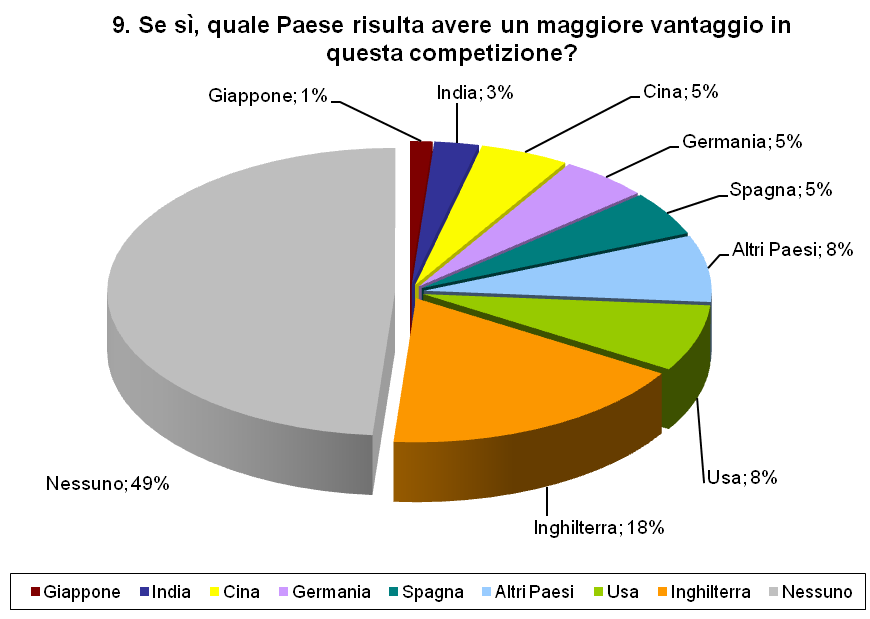 9. Se sì, quale Paese risulta avere un maggiore vantaggio in
questa competizione?
Giappone; 1%
India; 3%
Cina; 5%
Germania; 5%
Spagna; 5%
Altri Paesi; 8%
Usa; 8%
Inghilterra; 18%
Nessuno; 49%
Giappone India Cina Germania Spagna Altri Paesi Usa Inghilterra Nessuno